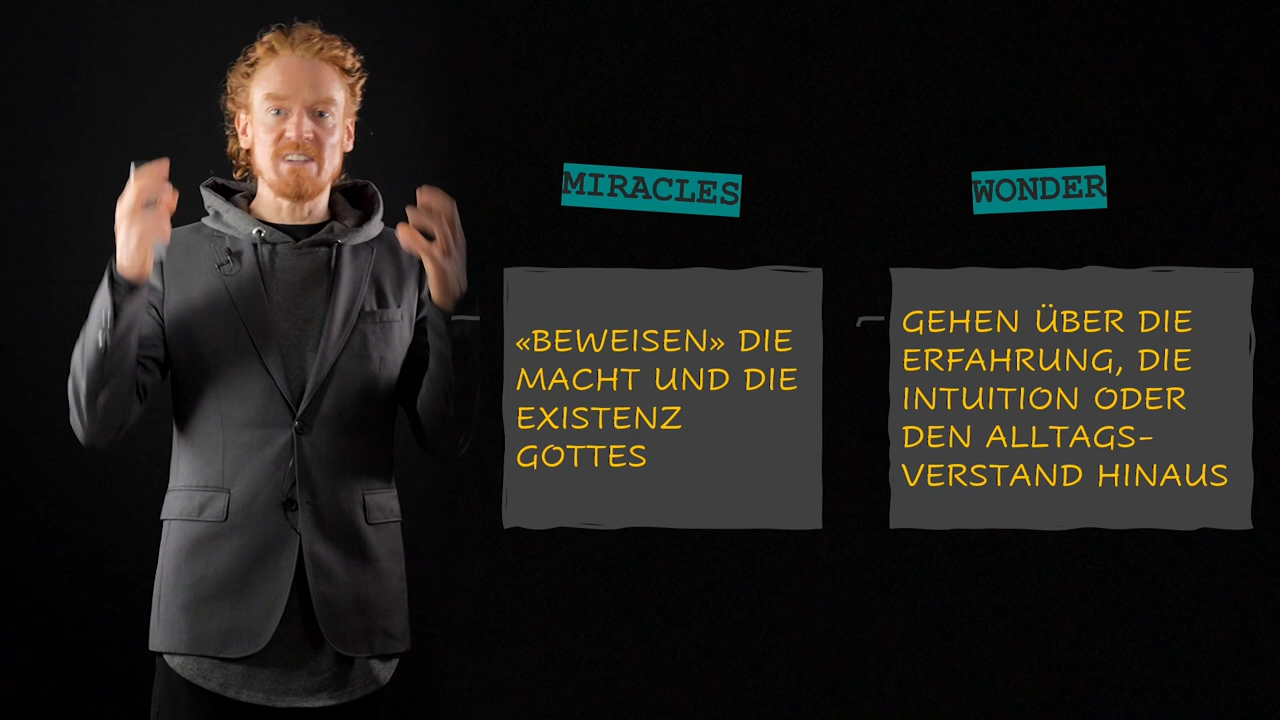 MIRACLES
«BEWEISEN» DIE
MACHT UND DIE
EXISTENZ
GOTTES
WONDER
GEHEN ÜBER DIE
ERFAHRUNG, DIE
INTUITION ODER
DEN ALLTAGS-
VERSTAND HINAUS